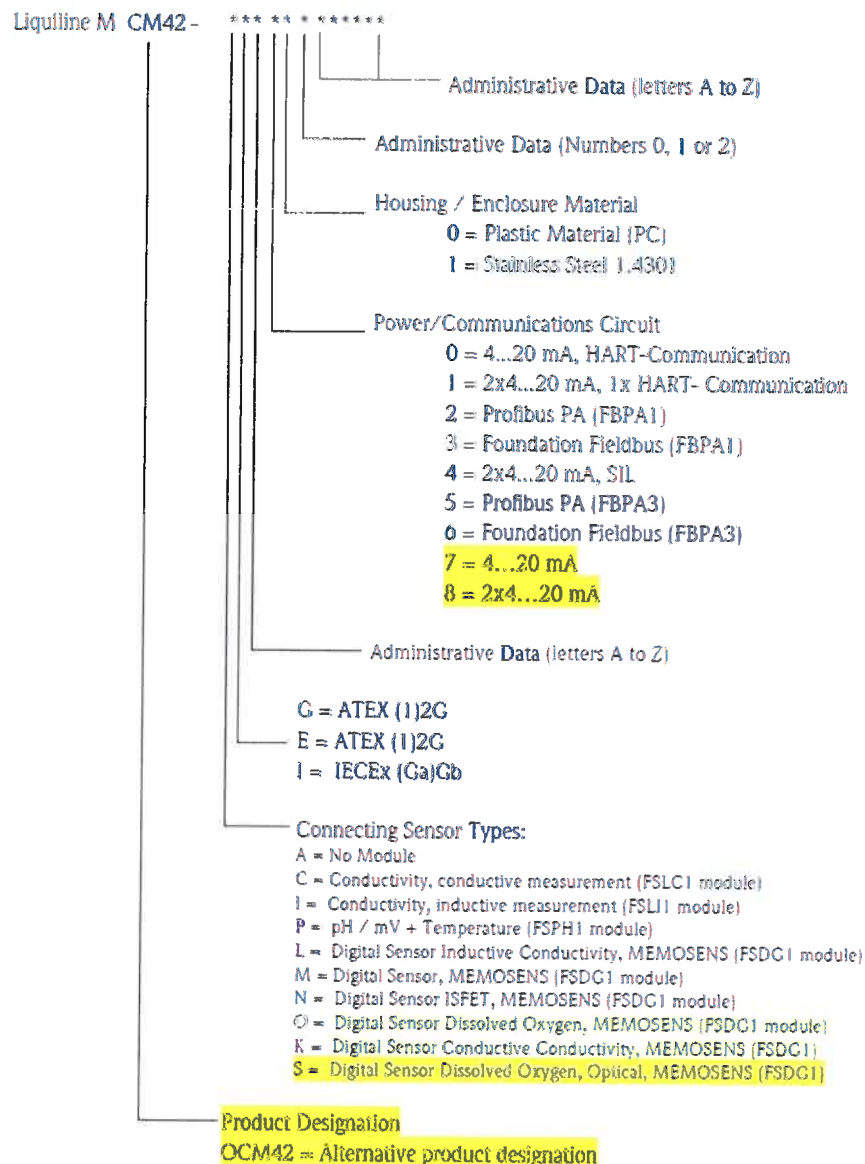 Liquiline M CM42 - *** ** * ******
Administrative Data (letters A to Z)
Administrative Data (Numbers 0, 1 or 2)
Housing / Enclosure Material
0 = Plastic Material (PC)
1 = Stainless Steel 1.4301
Power/Communications Circuit
0 = 4...20 mA, HART-Communication
1 = 2x4...20 mA, 1x HART- Communication
2 = Profibus PA (FBPA1)
3 = Foundation Fieldbus (FBPA1)
4 = 2x4...20 mA, SIL
5 = Profibus PA (FBPA3)
6 = Foundation Fieldbus (FBPA3)
7 = 4...20 mA
8 = 2x4...20 mA
Administrative Data (letters A to Z)
G = ATEX (1)2G
E = ATEX (1)2G
I = IECEx (Ga)Gb
Connecting Sensor Types:
A = No Module
C = Conductivity, conductive measurement (FSLC1 module)
I = Conductivity, inductive measurement (FSLI1 module)
P = pH / mV + Temperature (FSPH1 module)
L = Digital Sensor Inductive Conductivity, MEMOSENS (FSDG1 module)
M = Digital Sensor, MEMOSENS (FSDG1 module)
N = Digital Sensor ISFET, MEMOSENS (FSDG1 module)
O = Digital Sensor Dissolved Oxygen, MEMOSENS (FSDG1 module)
K = Digital Sensor Conductive Conductivity, MEMOSENS (FSDG1)
S = Digital Sensor Dissolved Oxygen, Optical, MEMOSENS (FSDG1)
Product Designation
OCM42 = Alternative product designation